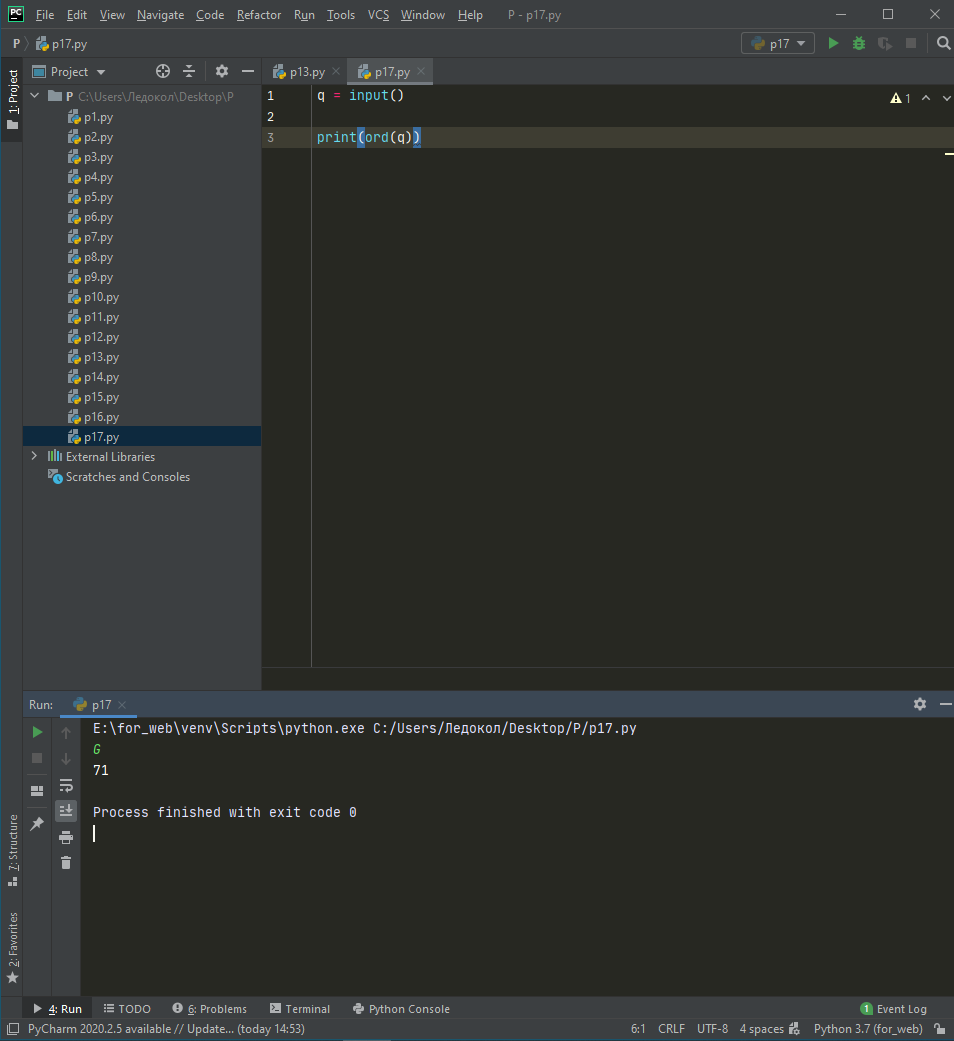 PC File Edit View Navigate Code Refactor Run Tools VCS Window Help P - p17.py
P p17.py p17
1: Project
Project
p13.py p17.py
P C:\Users\Ледокол\Desktop\P
p1.py
p2.py
p3.py
p4.py
p5.py
p6.py
p7.py
p8.py
p9.py
p10.py
p11.py
p12.py
p13.py
p14.py
p15.py
p16.py
p17.py
External Libraries
Scratches and Consoles
1 q = input() 1
2
3 print(ord(q))
Run: p17
E:\for_web\venv\Scripts\python.exe C:/Users/Ледокол/Desktop/P/p17.py
G
71
Process finished with exit code 0
7: Structure
2: Favorites
4: Run TODO 6: Problems Terminal Python Console 1 Event Log
PyCharm 2020.2.5 available // Update... (today 14:53) 6:1 CRLF UTF-8 4 spaces Python 3.7 (for_web)